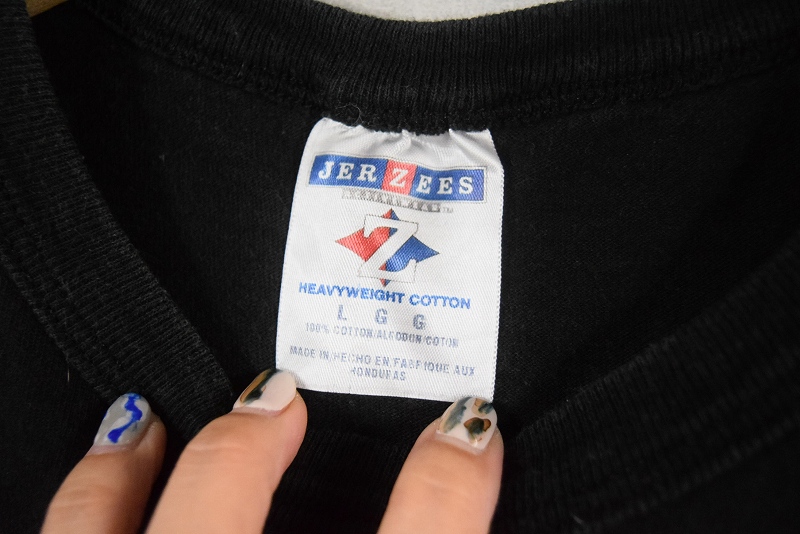 JERZEES
Z
HEAVYWEIGHT COTTON
L G G
100% COTTON/ALGODON/COTON
MADE IN/HECHO EN/FABRIQUE AUX
HONDURAS